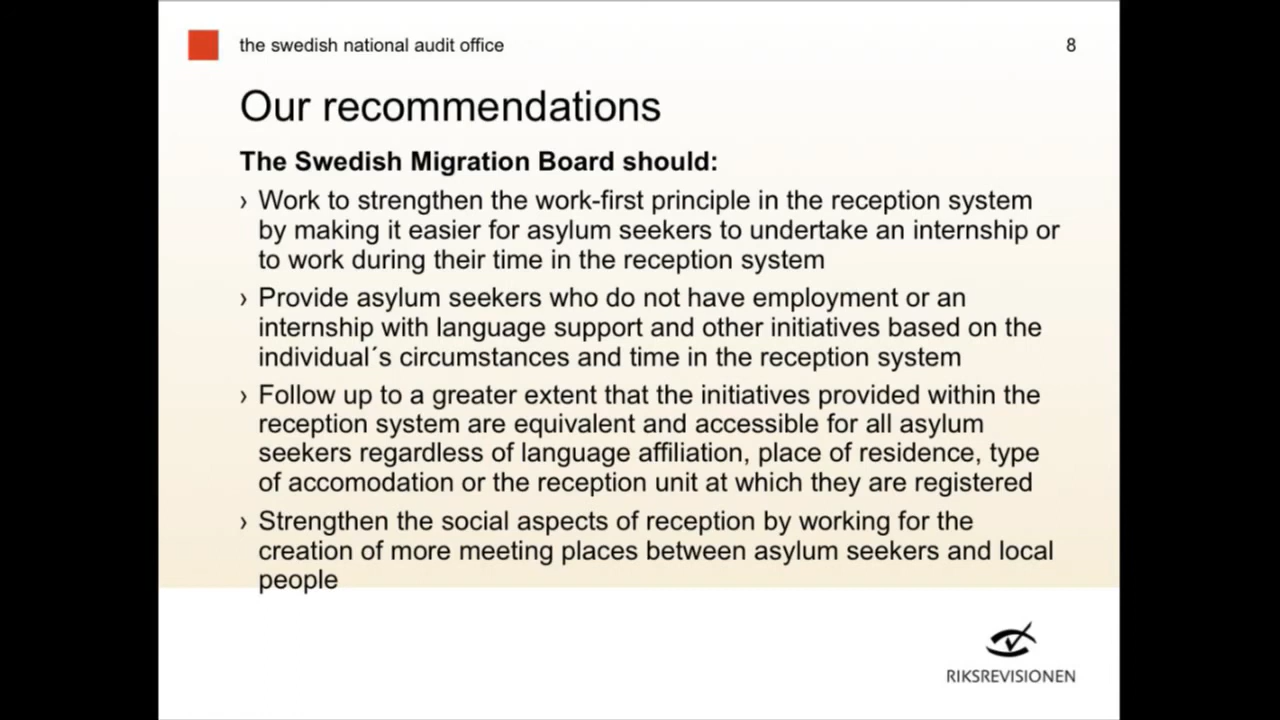 the swedish national audit office
8
Our recommendations
The Swedish Migration Board should:
› Work to strengthen the work-first principle in the reception system
by making it easier for asylum seekers to undertake an internship or
to work during their time in the reception system
› Provide asylum seekers who do not have employment or an
internship with language support and other initiatives based on the
individual´s circumstances and time in the reception system
› Follow up to a greater extent that the initiatives provided within the
reception system are equivalent and accessible for all asylum
seekers regardless of language affiliation, place of residence, type
of accomodation or the reception unit at which they are registered
› Strengthen the social aspects of reception by working for the
creation of more meeting places between asylum seekers and local
people
RIKSREVISIONEN